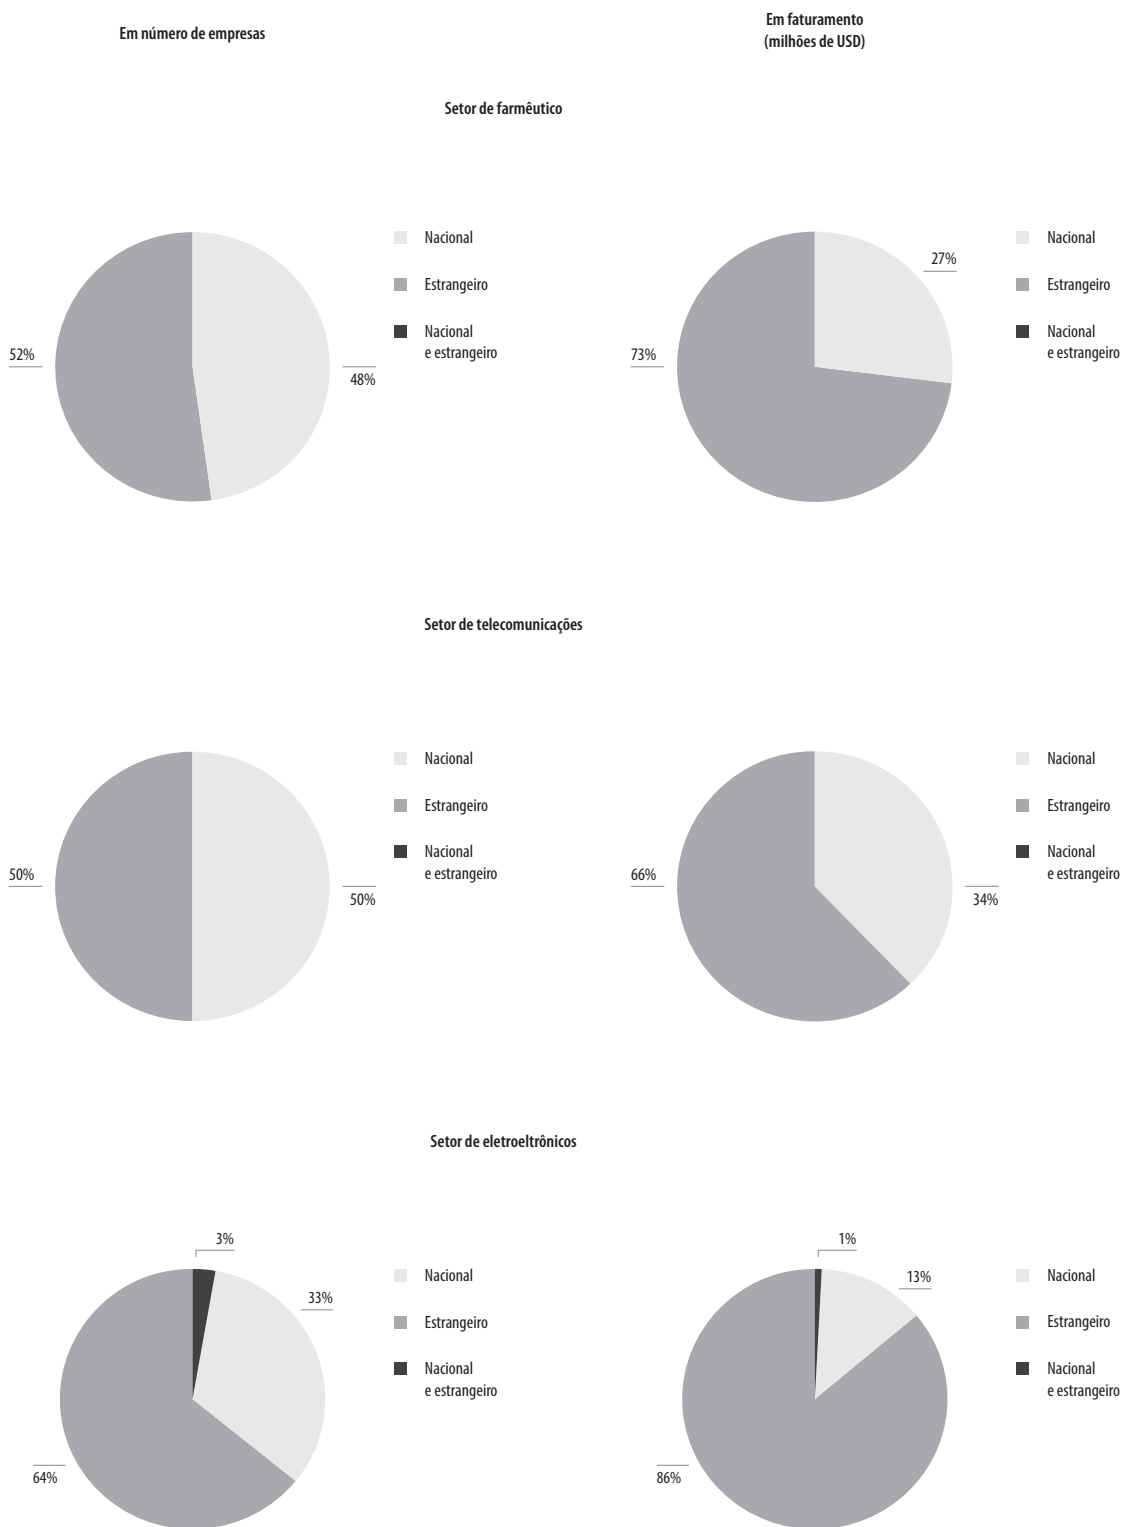 Em número de empresas
Em faturamento
(milhões de USD)
Setor de farmêutico
52%
48%
Nacional
Estrangeiro
Nacional
e estrangeiro
73%
27%
Nacional
Estrangeiro
Nacional
e estrangeiro
Setor de telecomunicações
50%
50%
Nacional
Estrangeiro
Nacional
e estrangeiro
66%
34%
Nacional
Estrangeiro
Nacional
e estrangeiro
Setor de eletroeltrônicos
3%
33%
64%
Nacional
Estrangeiro
Nacional
e estrangeiro
1%
13%
86%
Nacional
Estrangeiro
Nacional
e estrangeiro